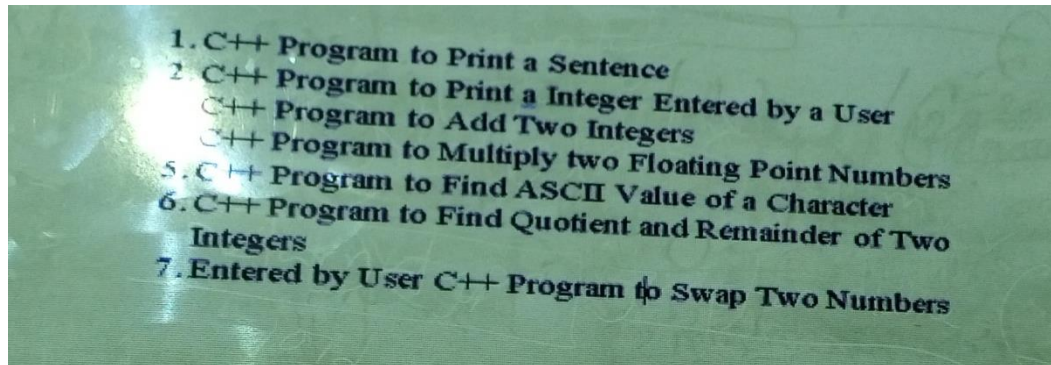 1. C++ Program to Print a Sentence
2 C++ Program to Print a Integer Entered by a User
C++ Program to Add Two Integers
C++ Program to Multiply two Floating Point Numbers
5. C++ Program to Find ASCII Value of a Character
6. C++ Program to Find Quotient and Remainder of Two
Integers
7. Entered by User C++ Program to Swap Two Numbers